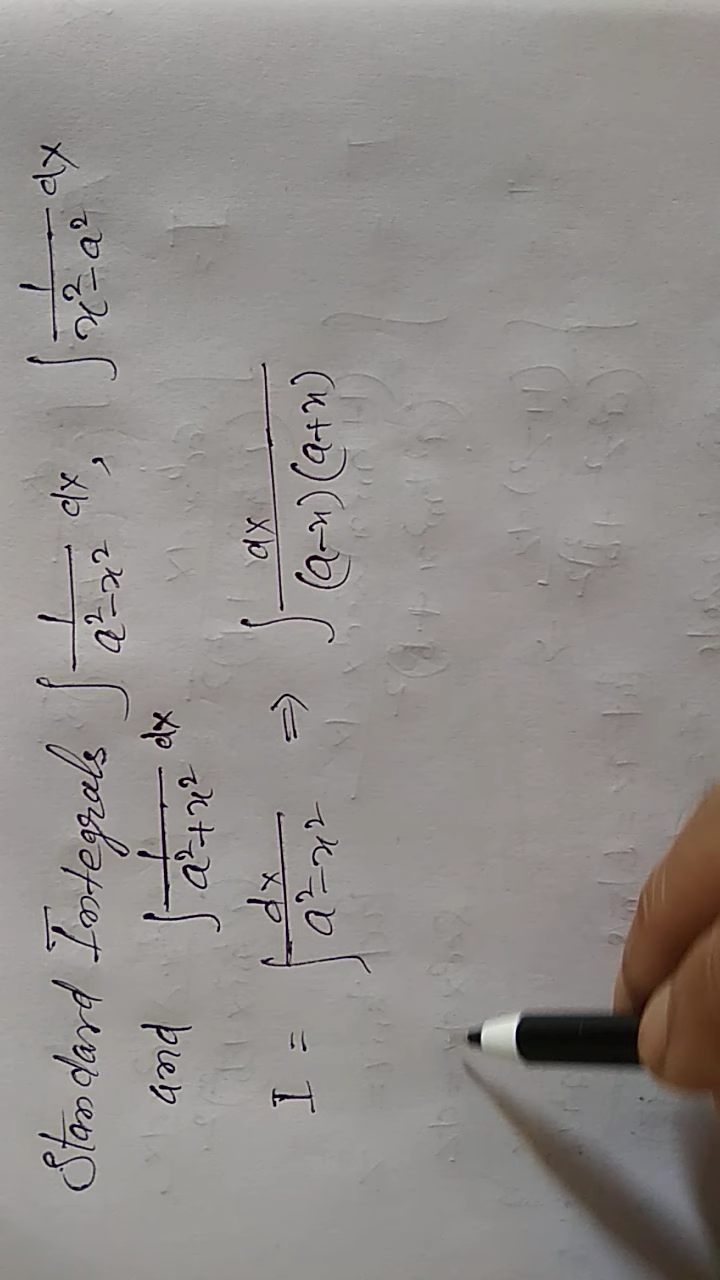 Standard Integrals ∫ 1/(a²-x²) dx, ∫ 1/(x²-a²) dx
and ∫ 1/(a²+x²) dx
I = ∫ dx/(a²-x²) ⇒ ∫ dx/((a-x)(a+x))